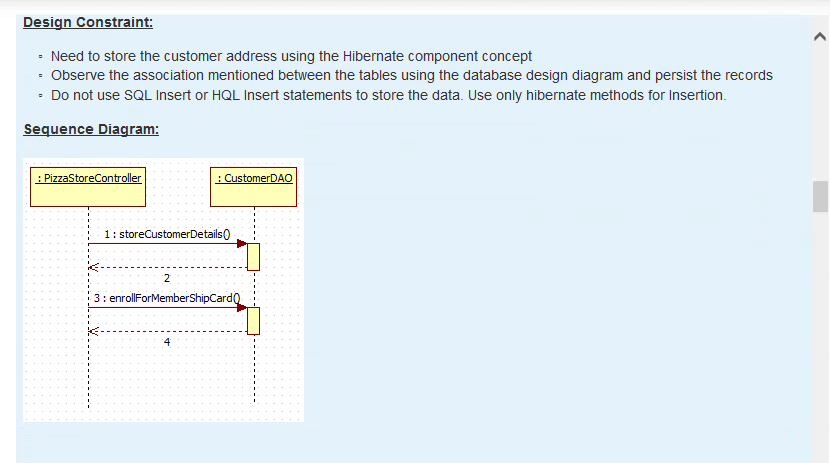 Design Constraint:
Need to store the customer address using the Hibernate component concept
Observe the association mentioned between the tables using the database design diagram and persist the records
Do not use SQL Insert or HQL Insert statements to store the data. Use only hibernate methods for Insertion.
Sequence Diagram:
: PizzaStoreController
: CustomerDAO
1 : storeCustomerDetails()
2
3 : enrollForMemberShipCard()
4